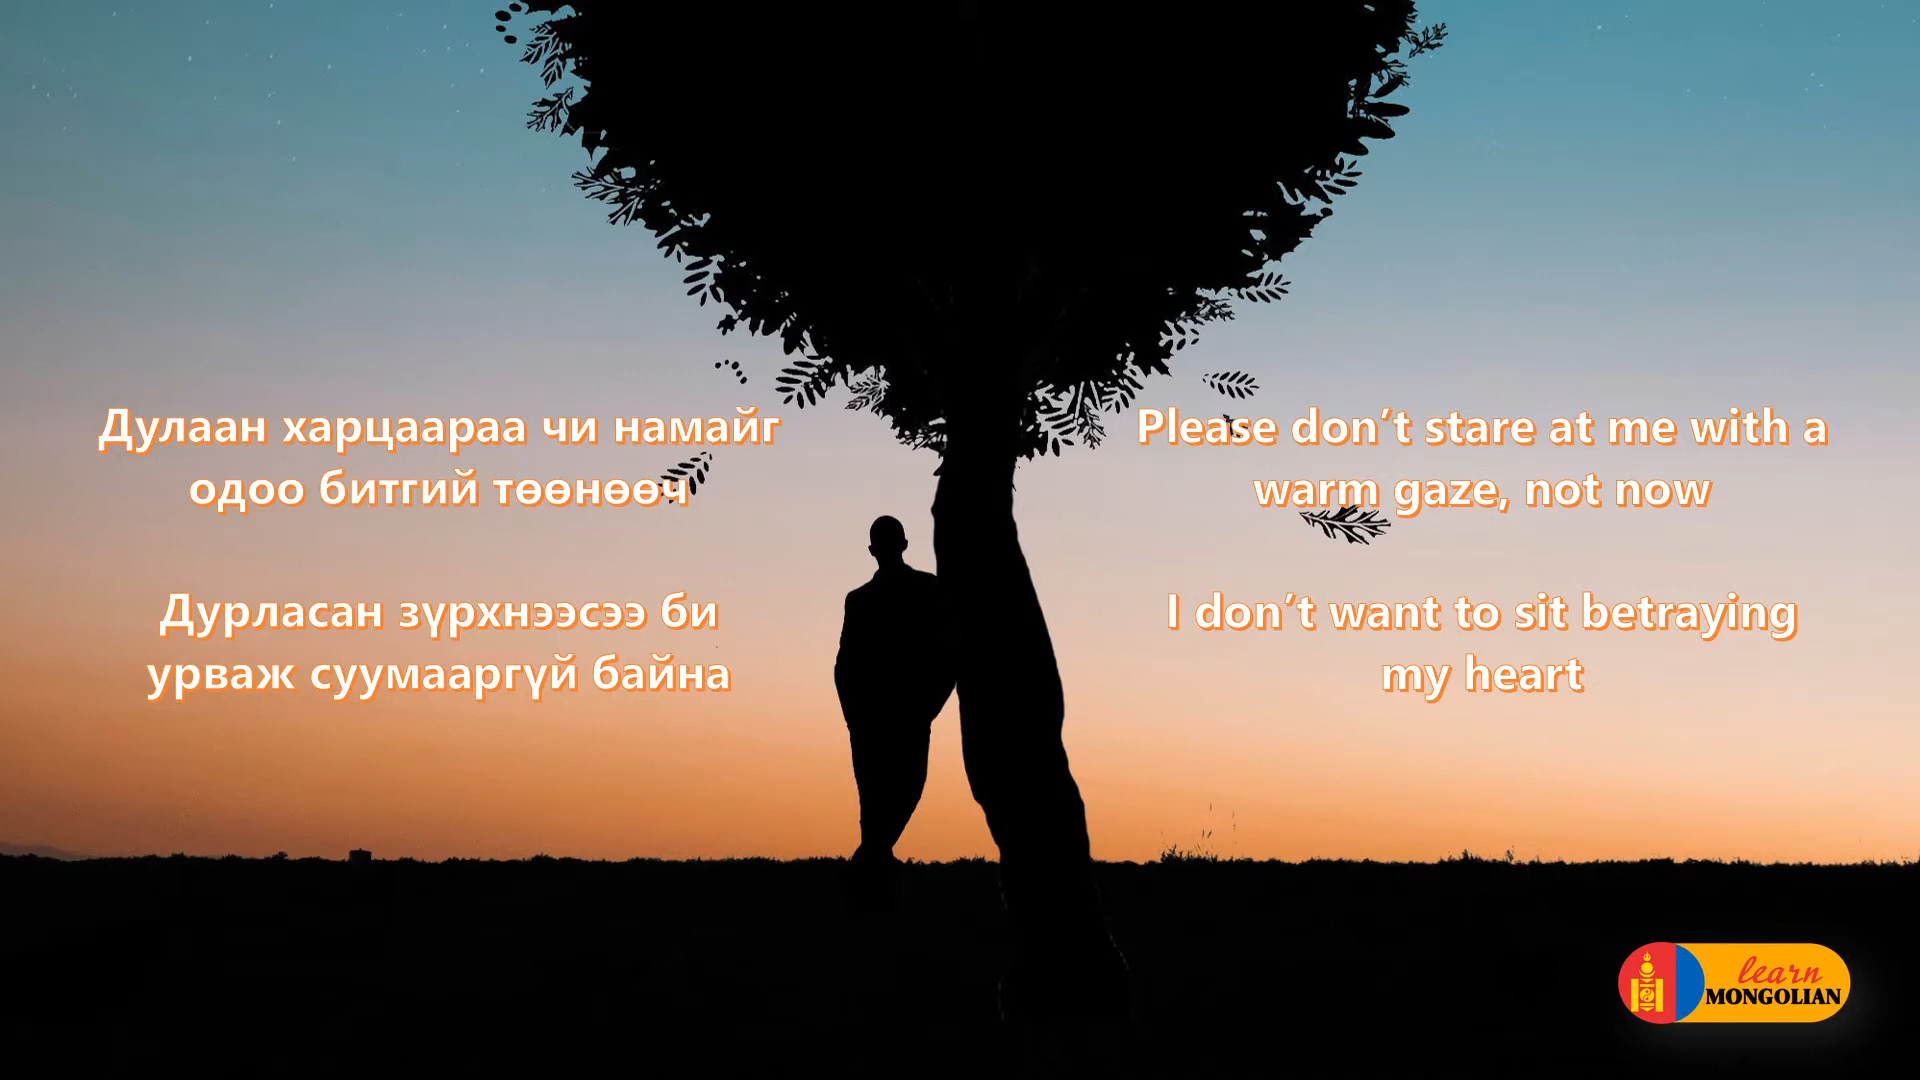 Дулаан харцаараа чи намайг
одоо битгий төөнөөч
Дурласан зүрхнээсээ би
урваж суумааргүй байна
Please don’t stare at me with a
warm gaze, not now
I don’t want to sit betraying
my heart
learn
MONGOLIAN